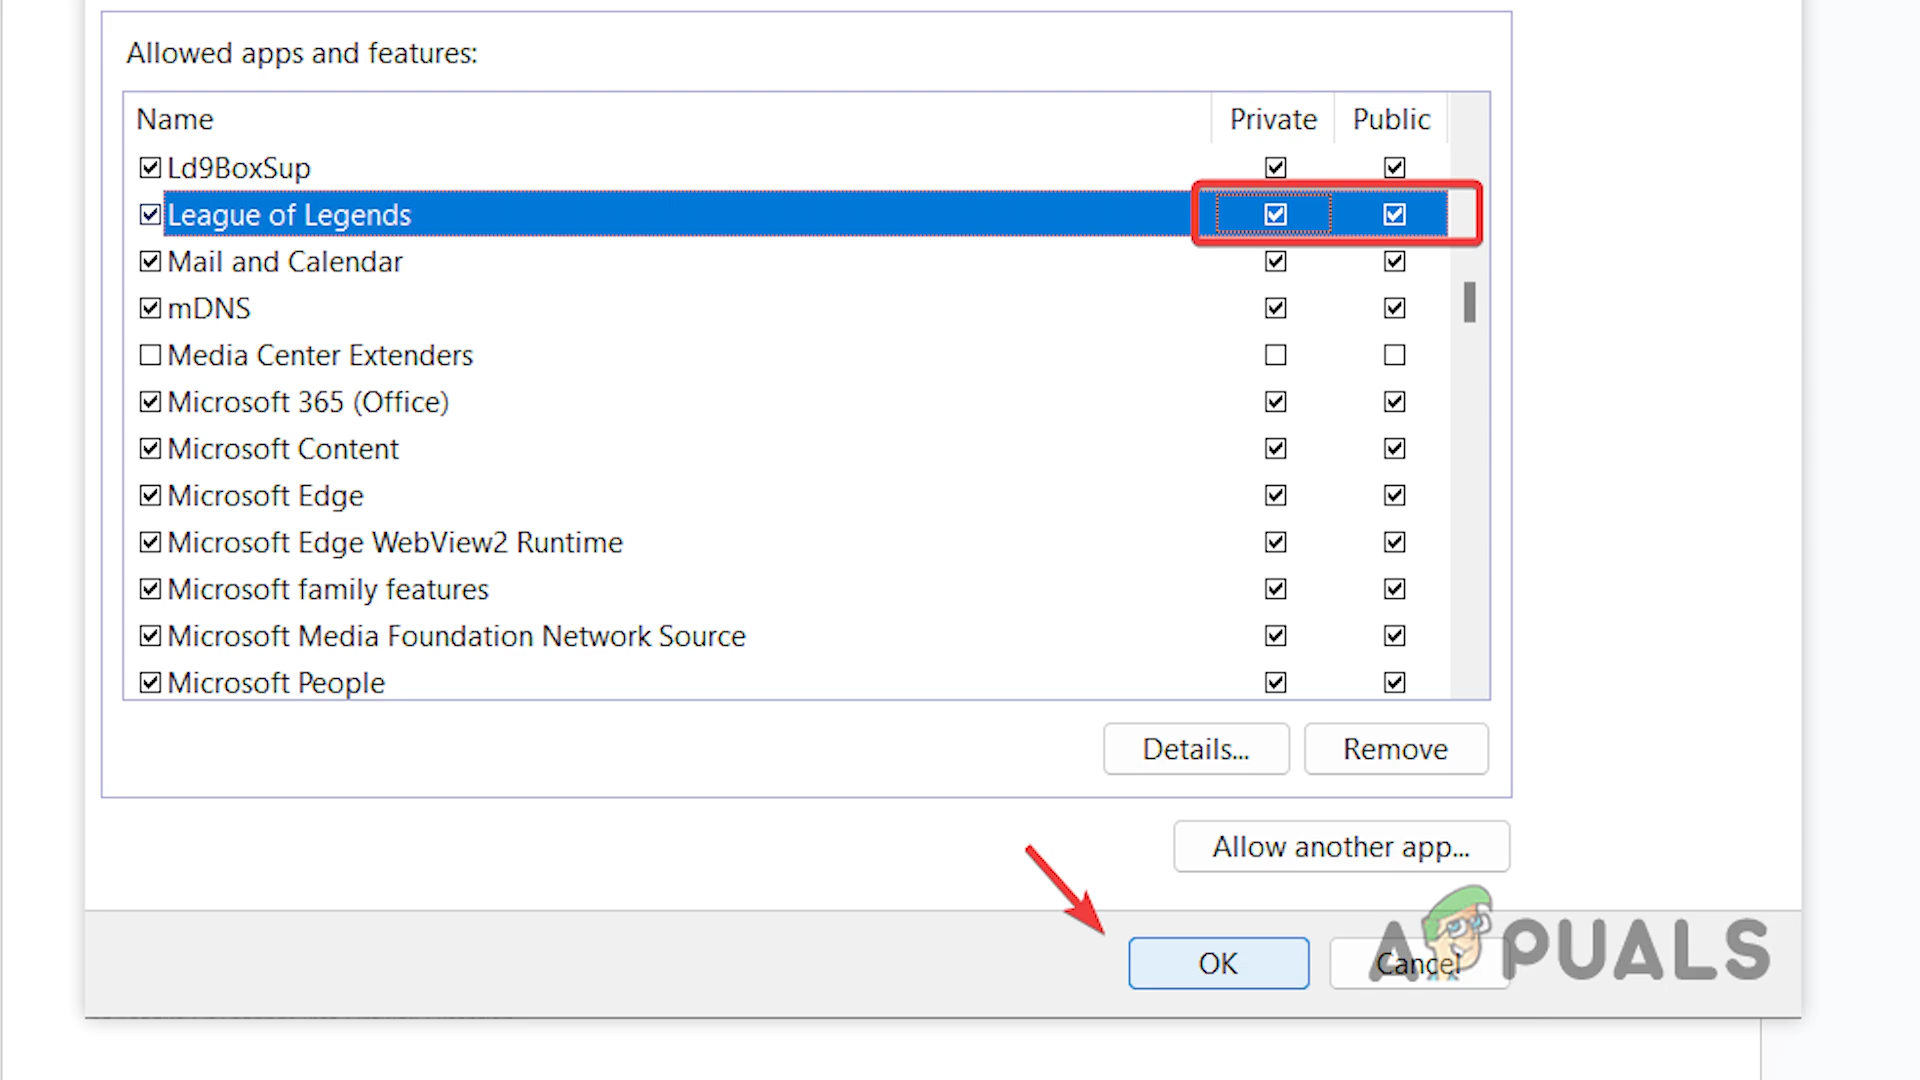 Allowed apps and features:
Name Private Public
Ld9BoxSup
League of Legends
Mail and Calendar
mDNS
Media Center Extenders
Microsoft 365 (Office)
Microsoft Content
Microsoft Edge
Microsoft Edge WebView2 Runtime
Microsoft family features
Microsoft Media Foundation Network Source
Microsoft People
Details... Remove
Allow another app...
OK Cancel
APPUALS